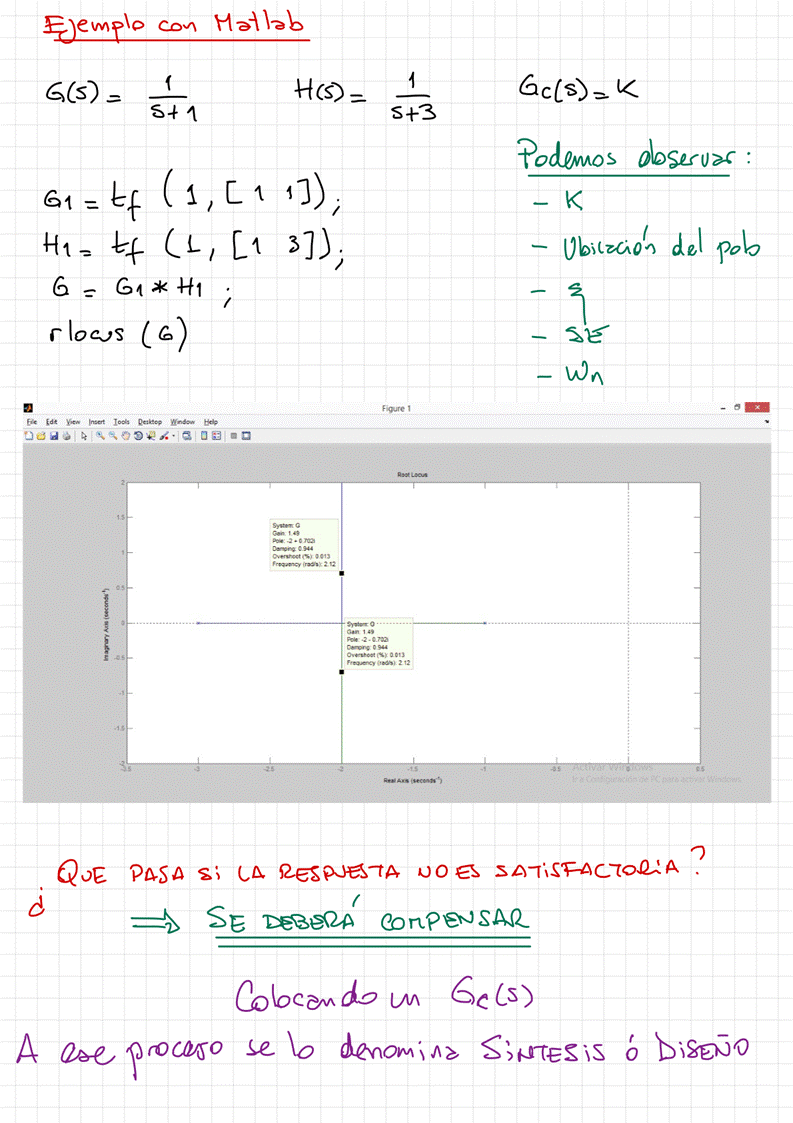 Ejemplo con Matlab
G(s) = 1/(s+1) H(s) = 1/(s+3) Gc(s) = K
Podemos observar:
G1 = tf (1, [1 1]);
H1 = tf (1, [1 3]);
G = G1 * H1 ;
rlocus (G)
- K
- Ubicación del polo
- ξ
- SE
- Wn
Figure 1
File Edit View Insert Tools Desktop Window Help
Root Locus
System: G
Gain: 1.49
Pole: -2 + 0.702i
Damping: 0.944
Overshoot (%): 0.013
Frequency (rad/s): 2.12
System: G
Gain: 1.49
Pole: -2 - 0.702i
Damping: 0.944
Overshoot (%): 0.013
Frequency (rad/s): 2.12
Imaginary Axis (seconds⁻¹)
2
1.5
1
0.5
0
-0.5
-1
-1.5
-2
-3.5 -3 -2.5 -2 -1.5 -1 -0.5 0 0.5
Real Axis (seconds⁻¹)
Activar Windows
Ir a Configuración de PC para activar Windows.
¿QUE PASA Si LA RESPUESTA NO ES SATiSFACTORiA?
⇒ SE DEBERÁ COMPENSAR
Colocando un Gc(s)
A ese proceso se lo denomina SiNTESiS ó DiSEÑO